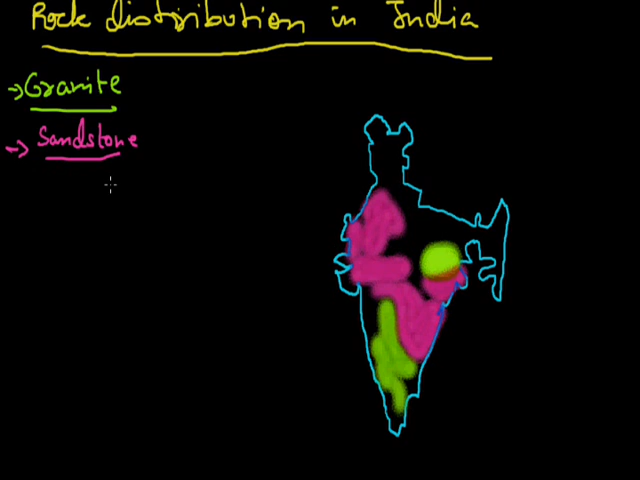 Rock distribution in India
→Granite
→ Sandstone